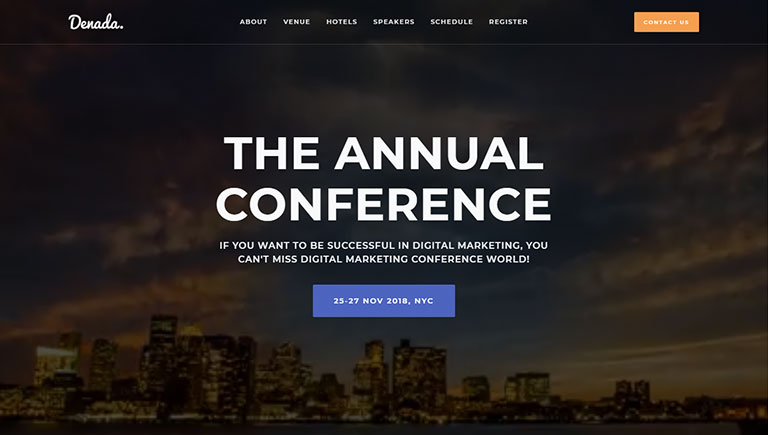 Denada.
ABOUT VENUE HOTELS SPEAKERS SCHEDULE REGISTER
CONTACT US
THE ANNUAL
CONFERENCE
IF YOU WANT TO BE SUCCESSFUL IN DIGITAL MARKETING, YOU
CAN'T MISS DIGITAL MARKETING CONFERENCE WORLD!
25-27 NOV 2018, NYC